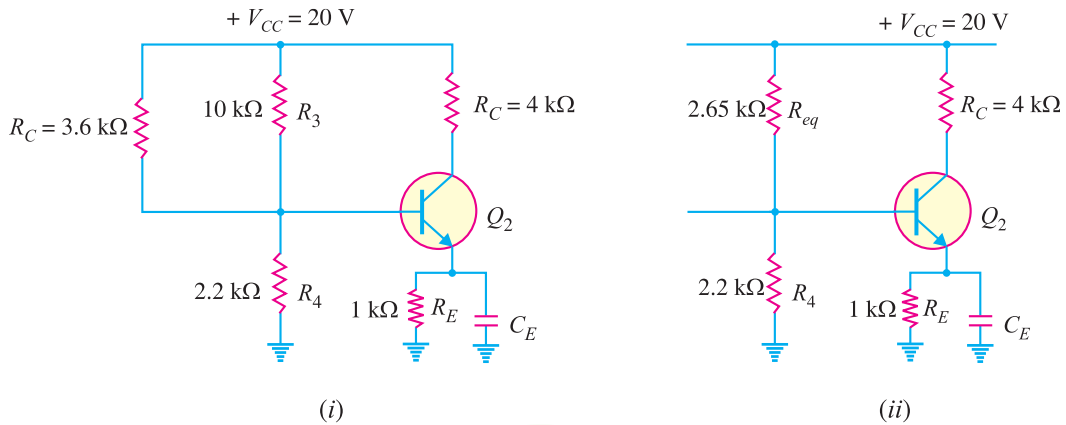 + V_CC = 20 V
R_C = 3.6 kΩ
10 kΩ R_3
R_C = 4 kΩ
Q_2
2.2 kΩ R_4
1 kΩ R_E
C_E
(i)
+ V_CC = 20 V
2.65 kΩ R_eq
R_C = 4 kΩ
Q_2
2.2 kΩ R_4
1 kΩ R_E
C_E
(ii)